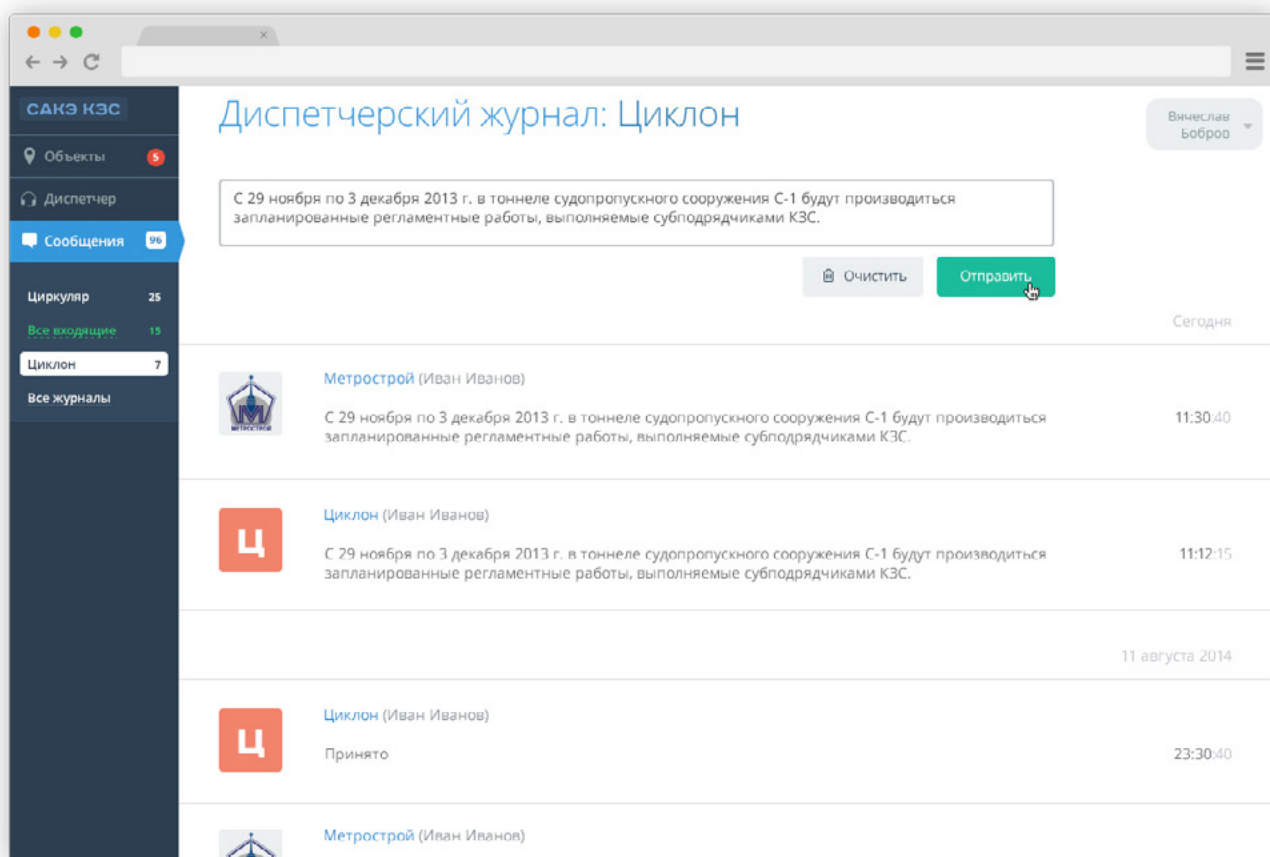 САКЭ КЗС
Объекты 5
Диспетчер
Сообщения 96
Циркуляр 25
Все входящие 15
Циклон 7
Все журналы
Диспетчерский журнал: Циклон
Вячеслав
Бобров
С 29 ноября по 3 декабря 2013 г. в тоннеле судопропускного сооружения С-1 будут производиться
запланированные регламентные работы, выполняемые субподрядчиками КЗС.
Очистить
Отправить
Сегодня
Метрострой (Иван Иванов)
М
МЕТРОСТРОЙ
С 29 ноября по 3 декабря 2013 г. в тоннеле судопропускного сооружения С-1 будут производиться
запланированные регламентные работы, выполняемые субподрядчиками КЗС.
11:30:40
Циклон (Иван Иванов)
Ц
С 29 ноября по 3 декабря 2013 г. в тоннеле судопропускного сооружения С-1 будут производиться
запланированные регламентные работы, выполняемые субподрядчиками КЗС.
11:12:15
11 августа 2014
Циклон (Иван Иванов)
Ц
Принято
23:30:40
Метрострой (Иван Иванов)